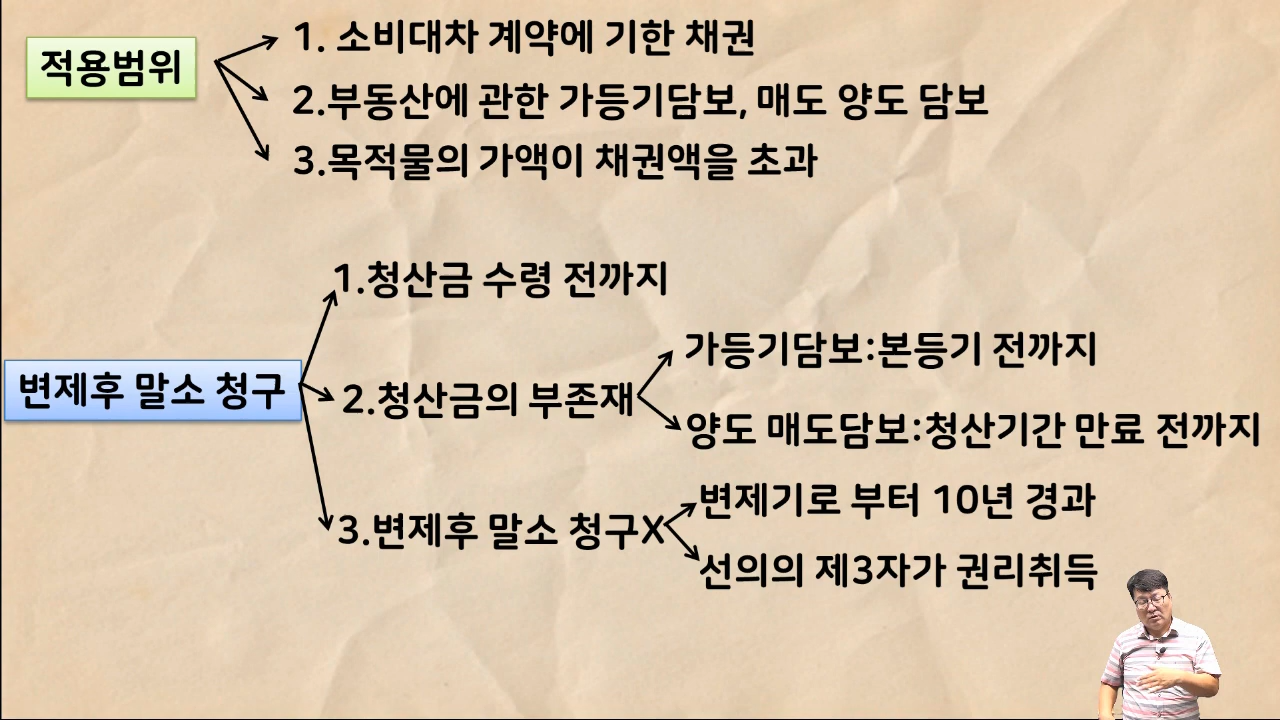 적용범위
1. 소비대차 계약에 기한 채권
2.부동산에 관한 가등기담보, 매도 양도 담보
3.목적물의 가액이 채권액을 초과
변제후 말소 청구
1.청산금 수령 전까지
2.청산금의 부존재
가등기담보:본등기 전까지
양도 매도담보:청산기간 만료 전까지
3.변제후 말소 청구X
변제기로 부터 10년 경과
선의의 제3자가 권리취득